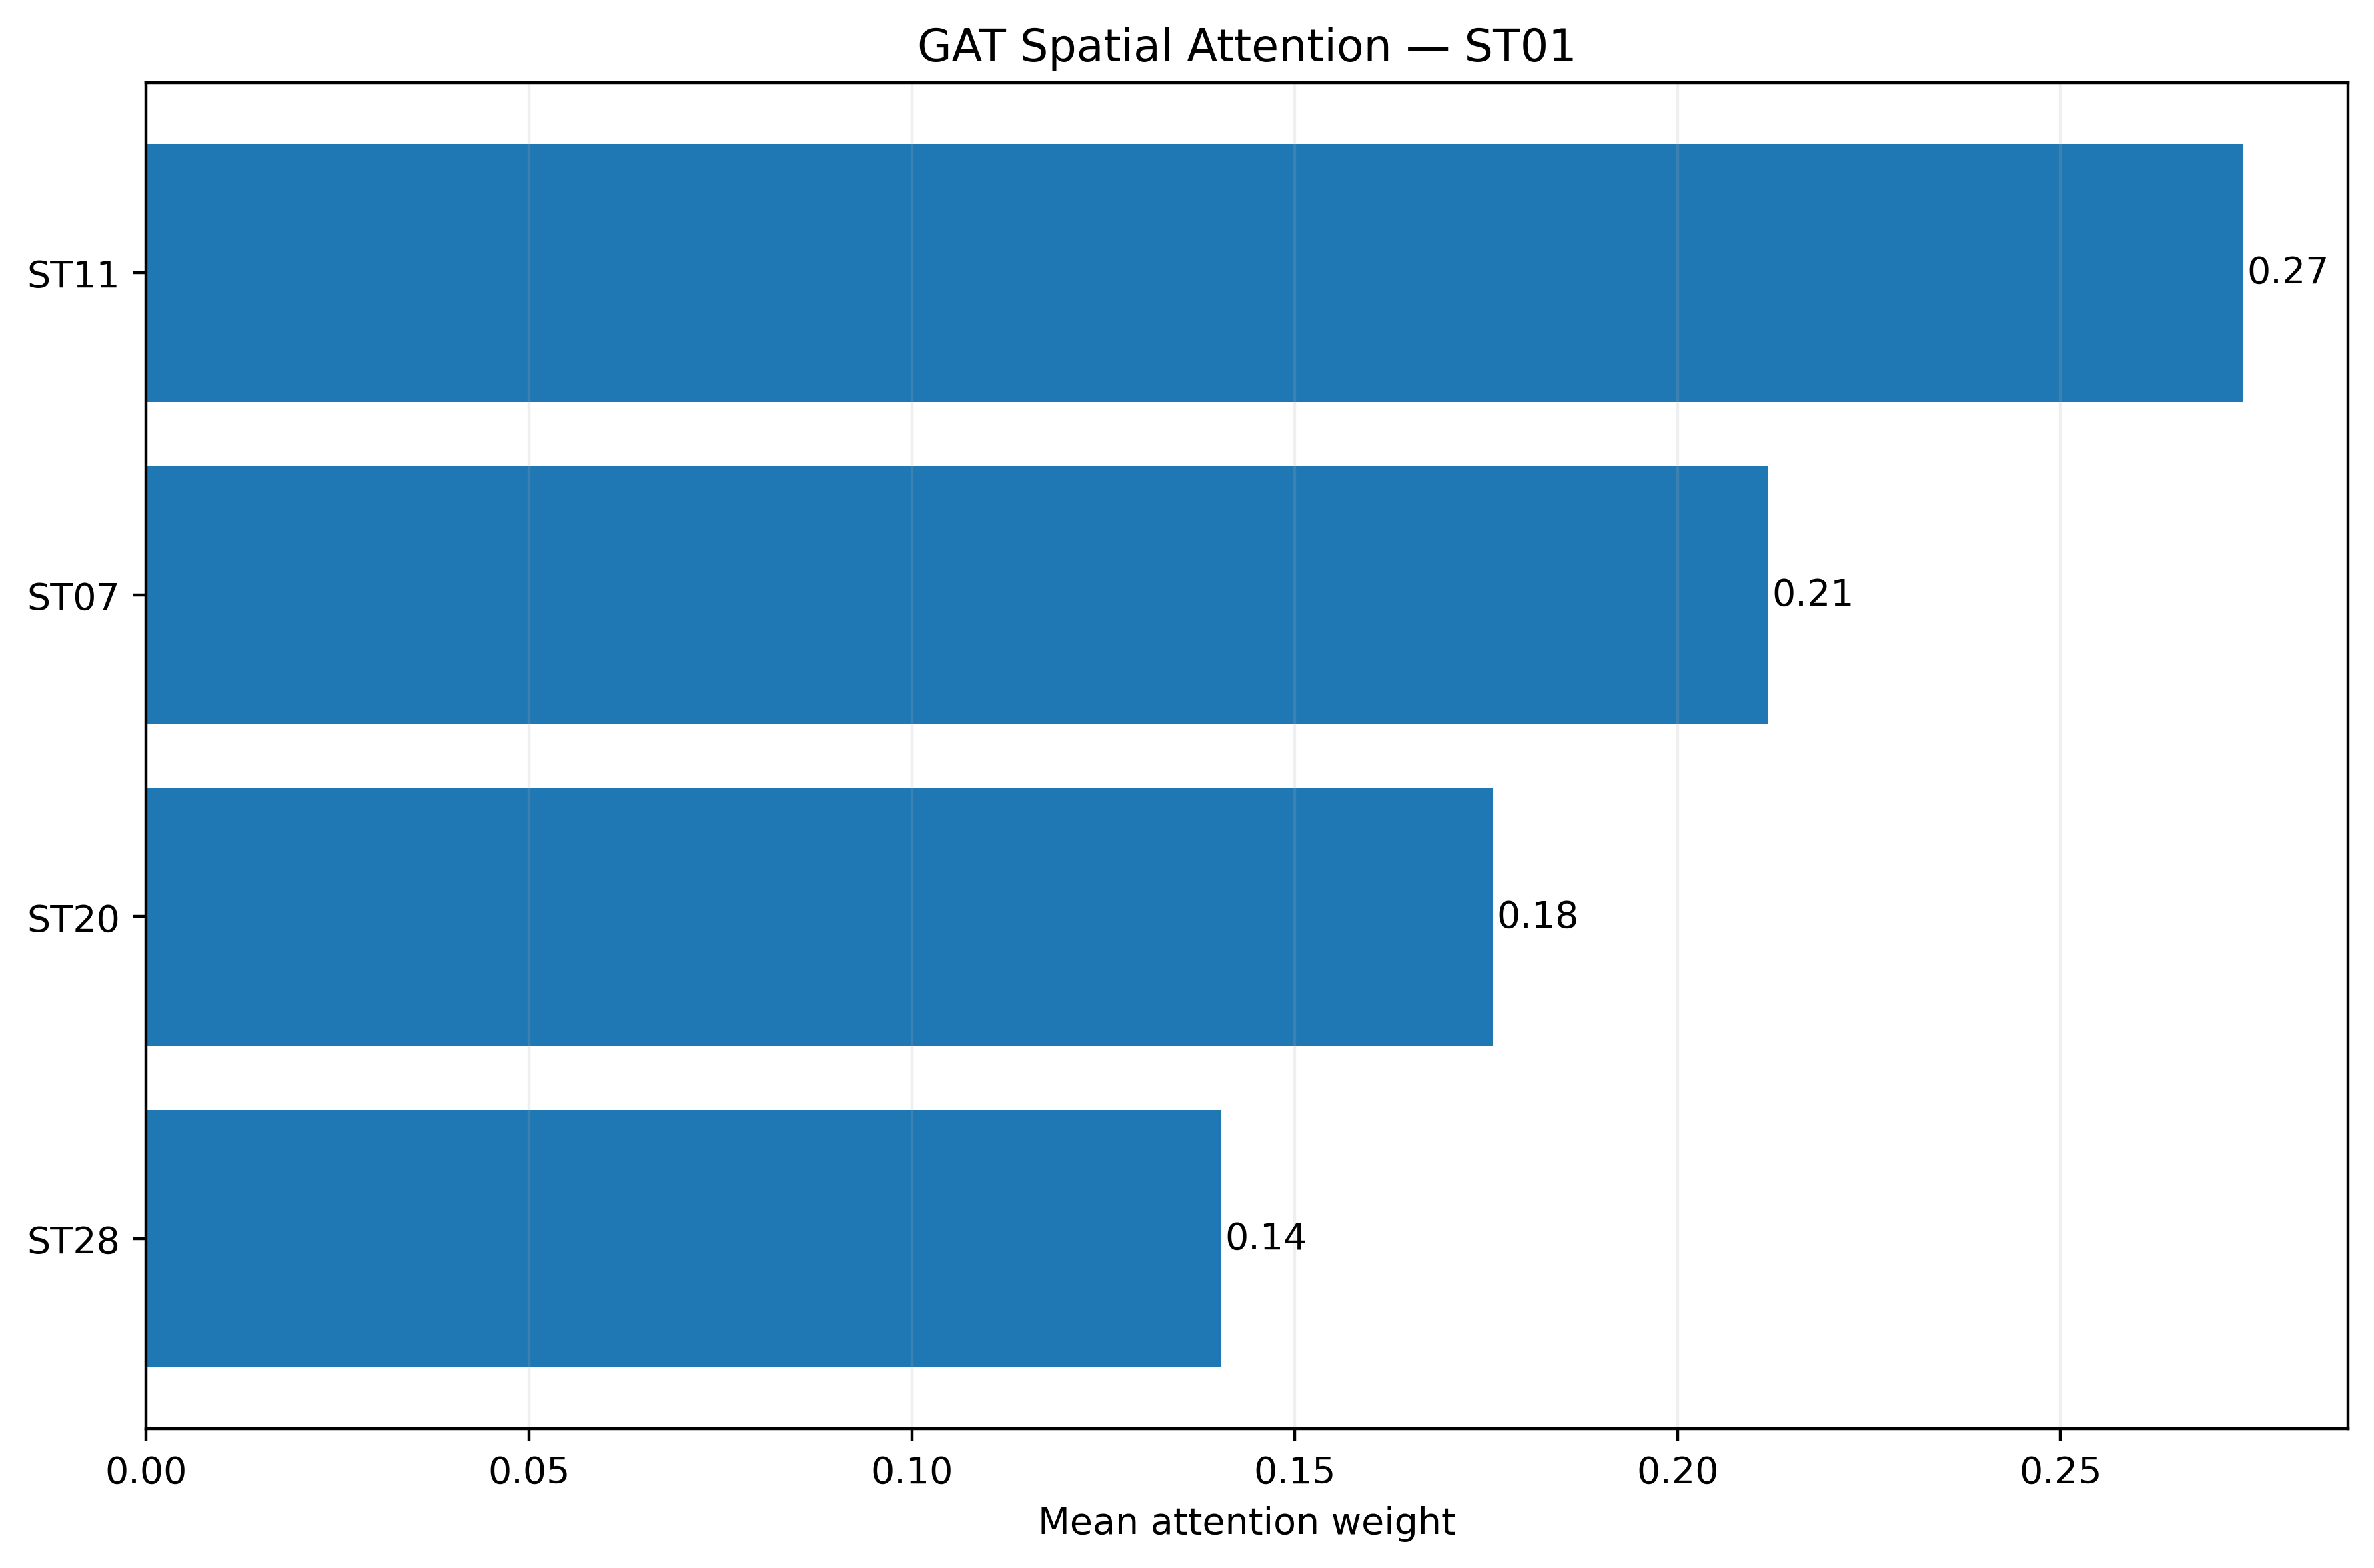 GAT Spatial Attention — ST01
ST11
0.27
ST07
0.21
ST20
0.18
ST28
0.14
0.00 0.05 0.10 0.15 0.20 0.25
Mean attention weight